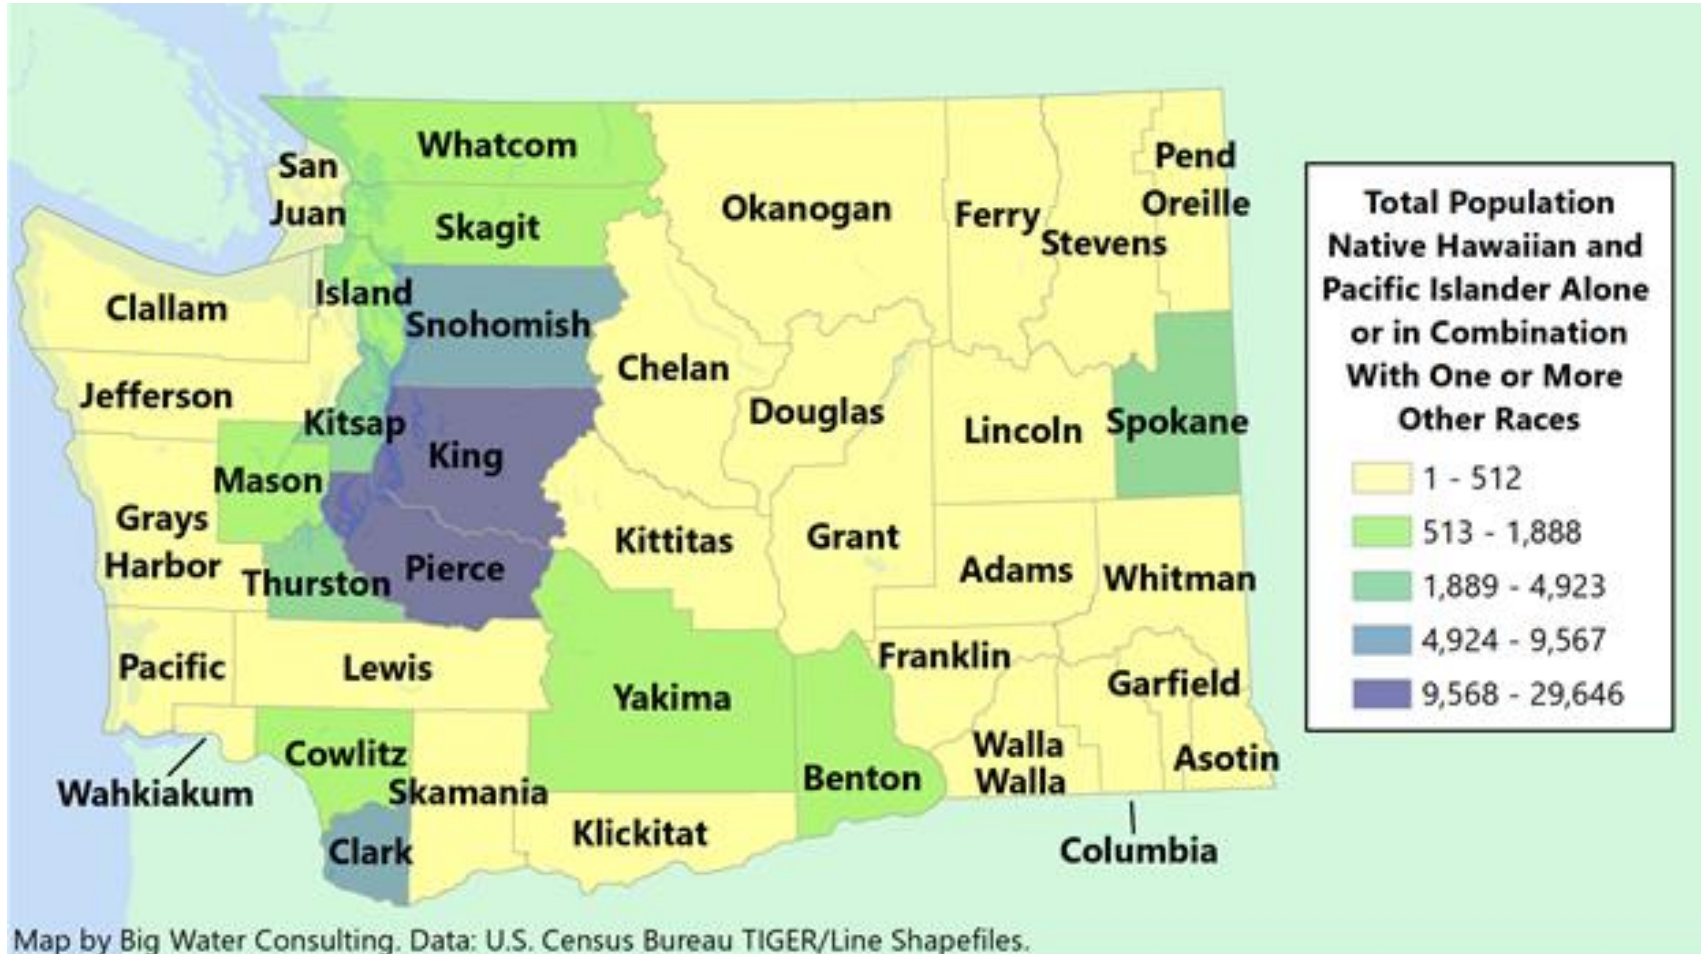 Whatcom
San
Juan
Skagit
Okanogan
Ferry
Stevens
Pend
Oreille
Clallam
Island
Snohomish
Chelan
Jefferson
Kitsap
King
Douglas
Lincoln
Spokane
Mason
Grays
Harbor
Thurston
Pierce
Kittitas
Grant
Adams
Whitman
Pacific
Lewis
Yakima
Franklin
Garfield
Cowlitz
Skamania
Wahkiakum
Benton
Walla
Walla
Asotin
Clark
Klickitat
Columbia
Total Population
Native Hawaiian and
Pacific Islander Alone
or in Combination
With One or More
Other Races
1 - 512
513 - 1,888
1,889 - 4,923
4,924 - 9,567
9,568 - 29,646
Map by Big Water Consulting. Data: U.S. Census Bureau TIGER/Line Shapefiles.